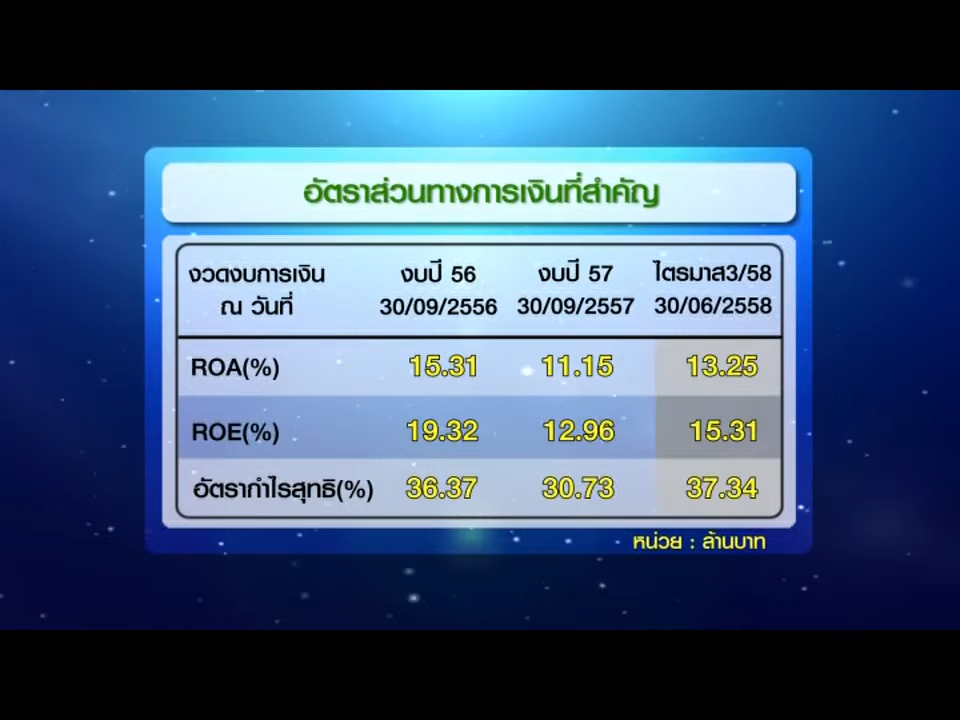 อัตราส่วนทางการเงินที่สำคัญ
งวดงบการเงิน งบปี 56 งบปี 57 ไตรมาส3/58
ณ วันที่ 30/09/2556 30/09/2557 30/06/2558
ROA(%) 15.31 11.15 13.25
ROE(%) 19.32 12.96 15.31
อัตรากำไรสุทธิ(%) 36.37 30.73 37.34
หน่วย : ล้านบาท